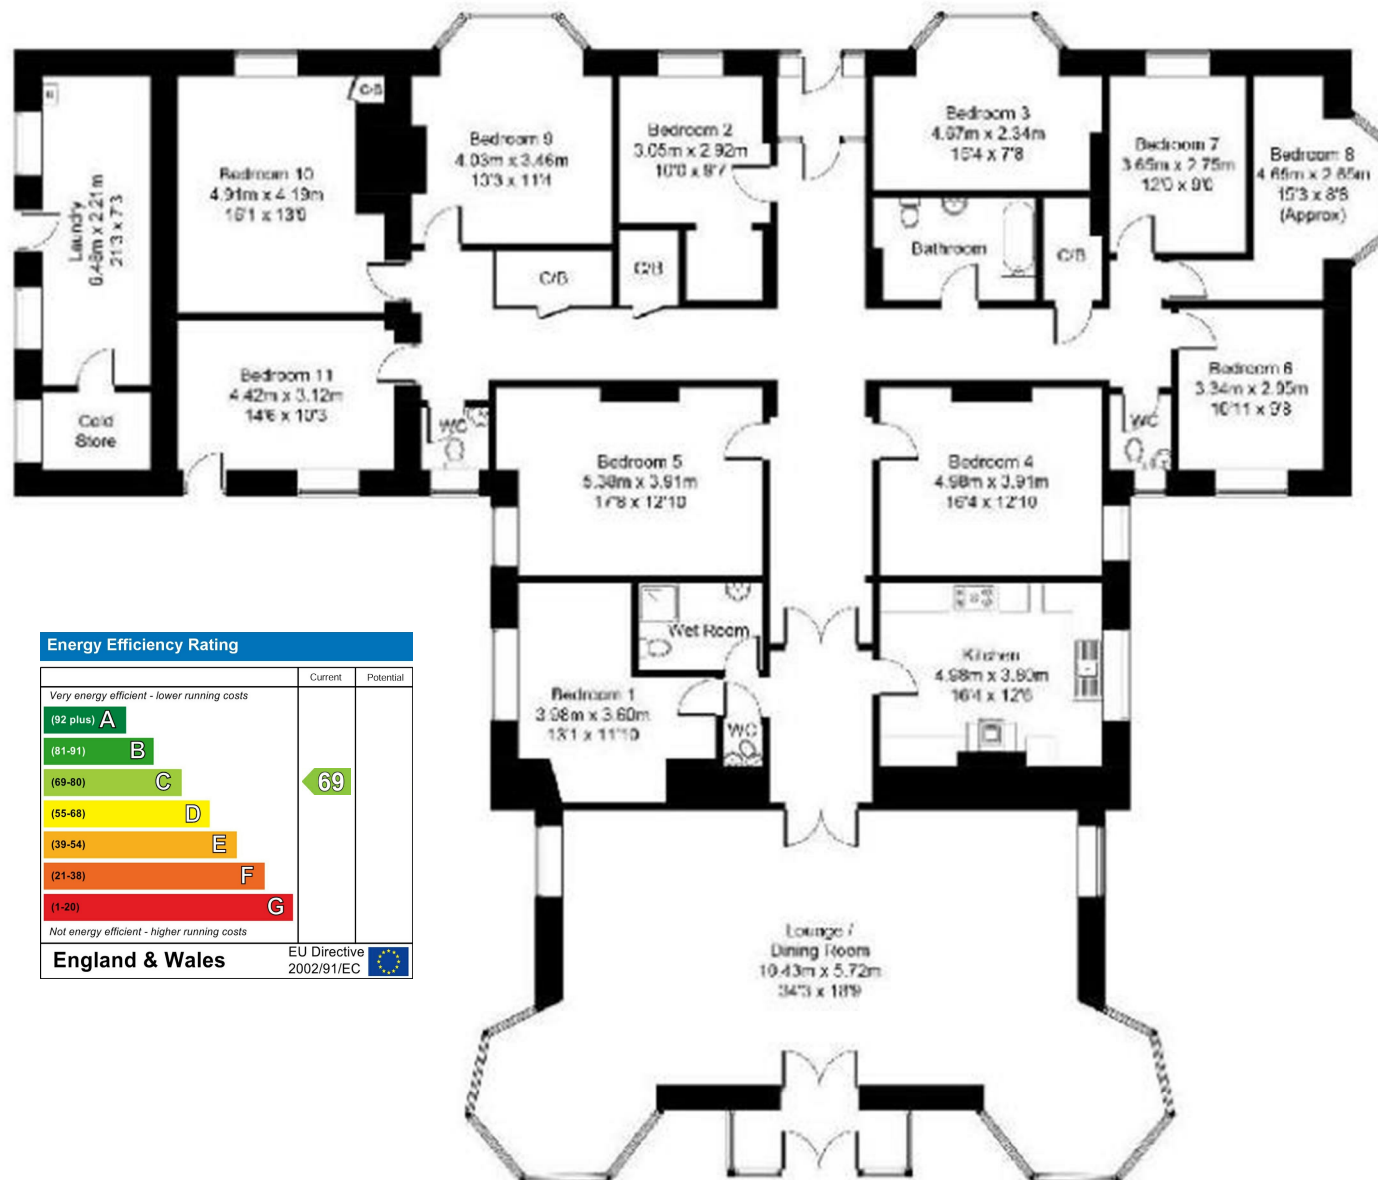 Laundry
6.48m x 2.21m
21'3 x 7'3
Cold
Store
Bedroom 10
4.91m x 4.19m
16'1 x 13'9
C/B
Bedroom 11
4.42m x 3.12m
14'6 x 10'3
WC
Bedroom 9
4.03m x 3.46m
13'3 x 11'4
C/B
C/B
Bedroom 2
3.05m x 2.92m
10'0 x 9'7
Bedroom 3
4.67m x 2.34m
15'4 x 7'8
Bathroom
C/B
Bedroom 7
3.65m x 2.75m
12'0 x 9'0
Bedroom 8
4.65m x 2.65m
15'3 x 8'8
(Approx)
Bedroom 6
3.34m x 2.95m
10'11 x 9'8
WC
Bedroom 5
5.38m x 3.91m
17'8 x 12'10
Bedroom 4
4.98m x 3.91m
16'4 x 12'10
Wet Room
Bedroom 1
3.98m x 3.60m
13'1 x 11'10
WC
Kitchen
4.98m x 3.80m
16'4 x 12'6
Lounge /
Dining Room
10.43m x 5.72m
34'3 x 18'9
Energy Efficiency Rating
Current Potential
Very energy efficient - lower running costs
(92 plus) A
(81-91) B
(69-80) C 69
(55-68) D
(39-54) E
(21-38) F
(1-20) G
Not energy efficient - higher running costs
England & Wales
EU Directive
2002/91/EC